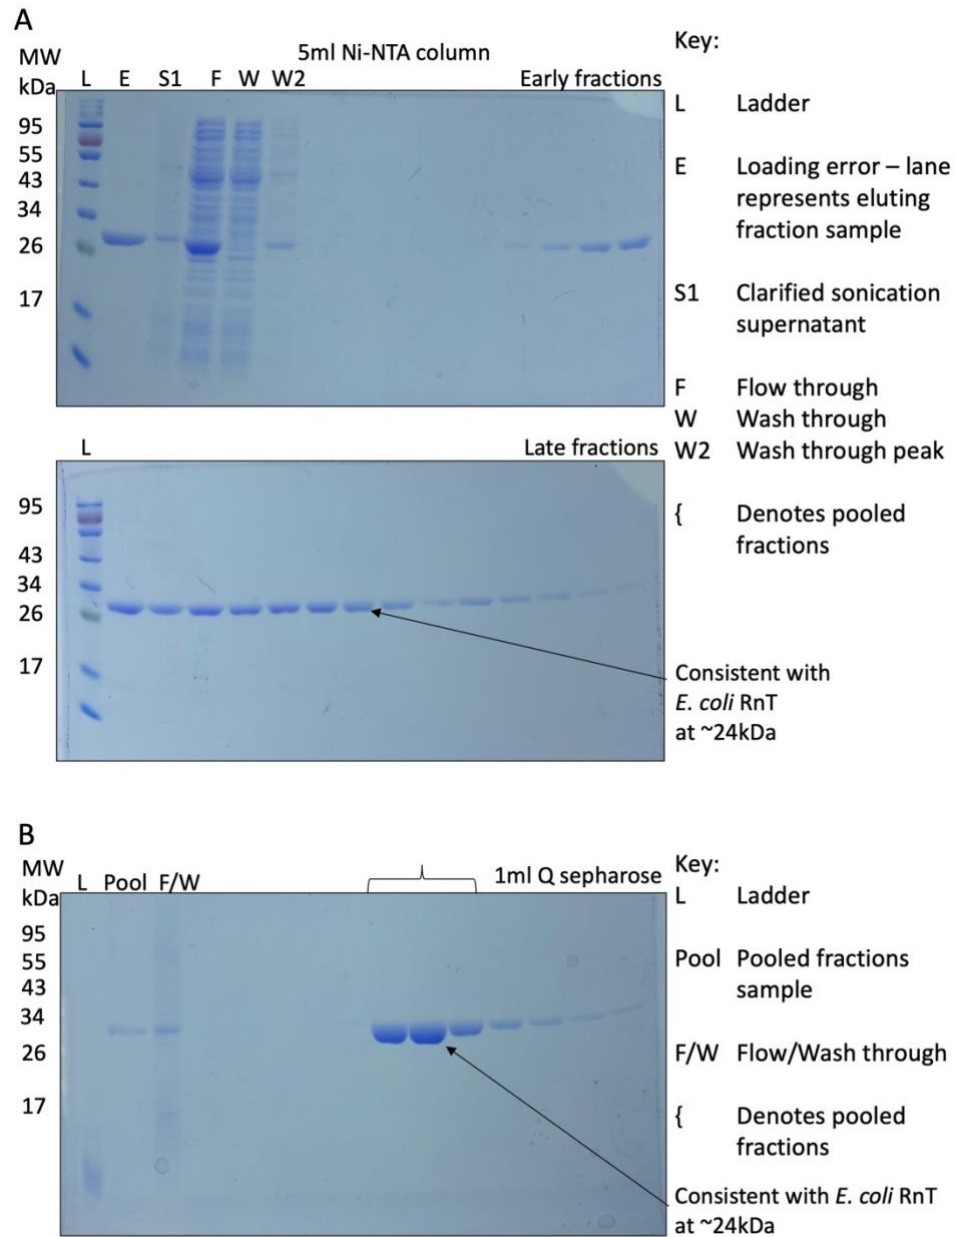 A
MW
kDa
5ml Ni-NTA column
L E S1 F W W2 Early fractions
95
55
43
34
26
17
Key:
L Ladder
E Loading error – lane
represents eluting
fraction sample
S1 Clarified sonication
supernatant
F Flow through
W Wash through
W2 Wash through peak
{ Denotes pooled
fractions
L Late fractions
95
43
34
26
17
Consistent with
E. coli RnT
at ~24kDa
B
MW
kDa
L Pool F/W 1ml Q sepharose
95
55
43
34
26
17
Key:
L Ladder
Pool Pooled fractions
sample
F/W Flow/Wash through
{ Denotes pooled
fractions
Consistent with E. coli RnT
at ~24kDa